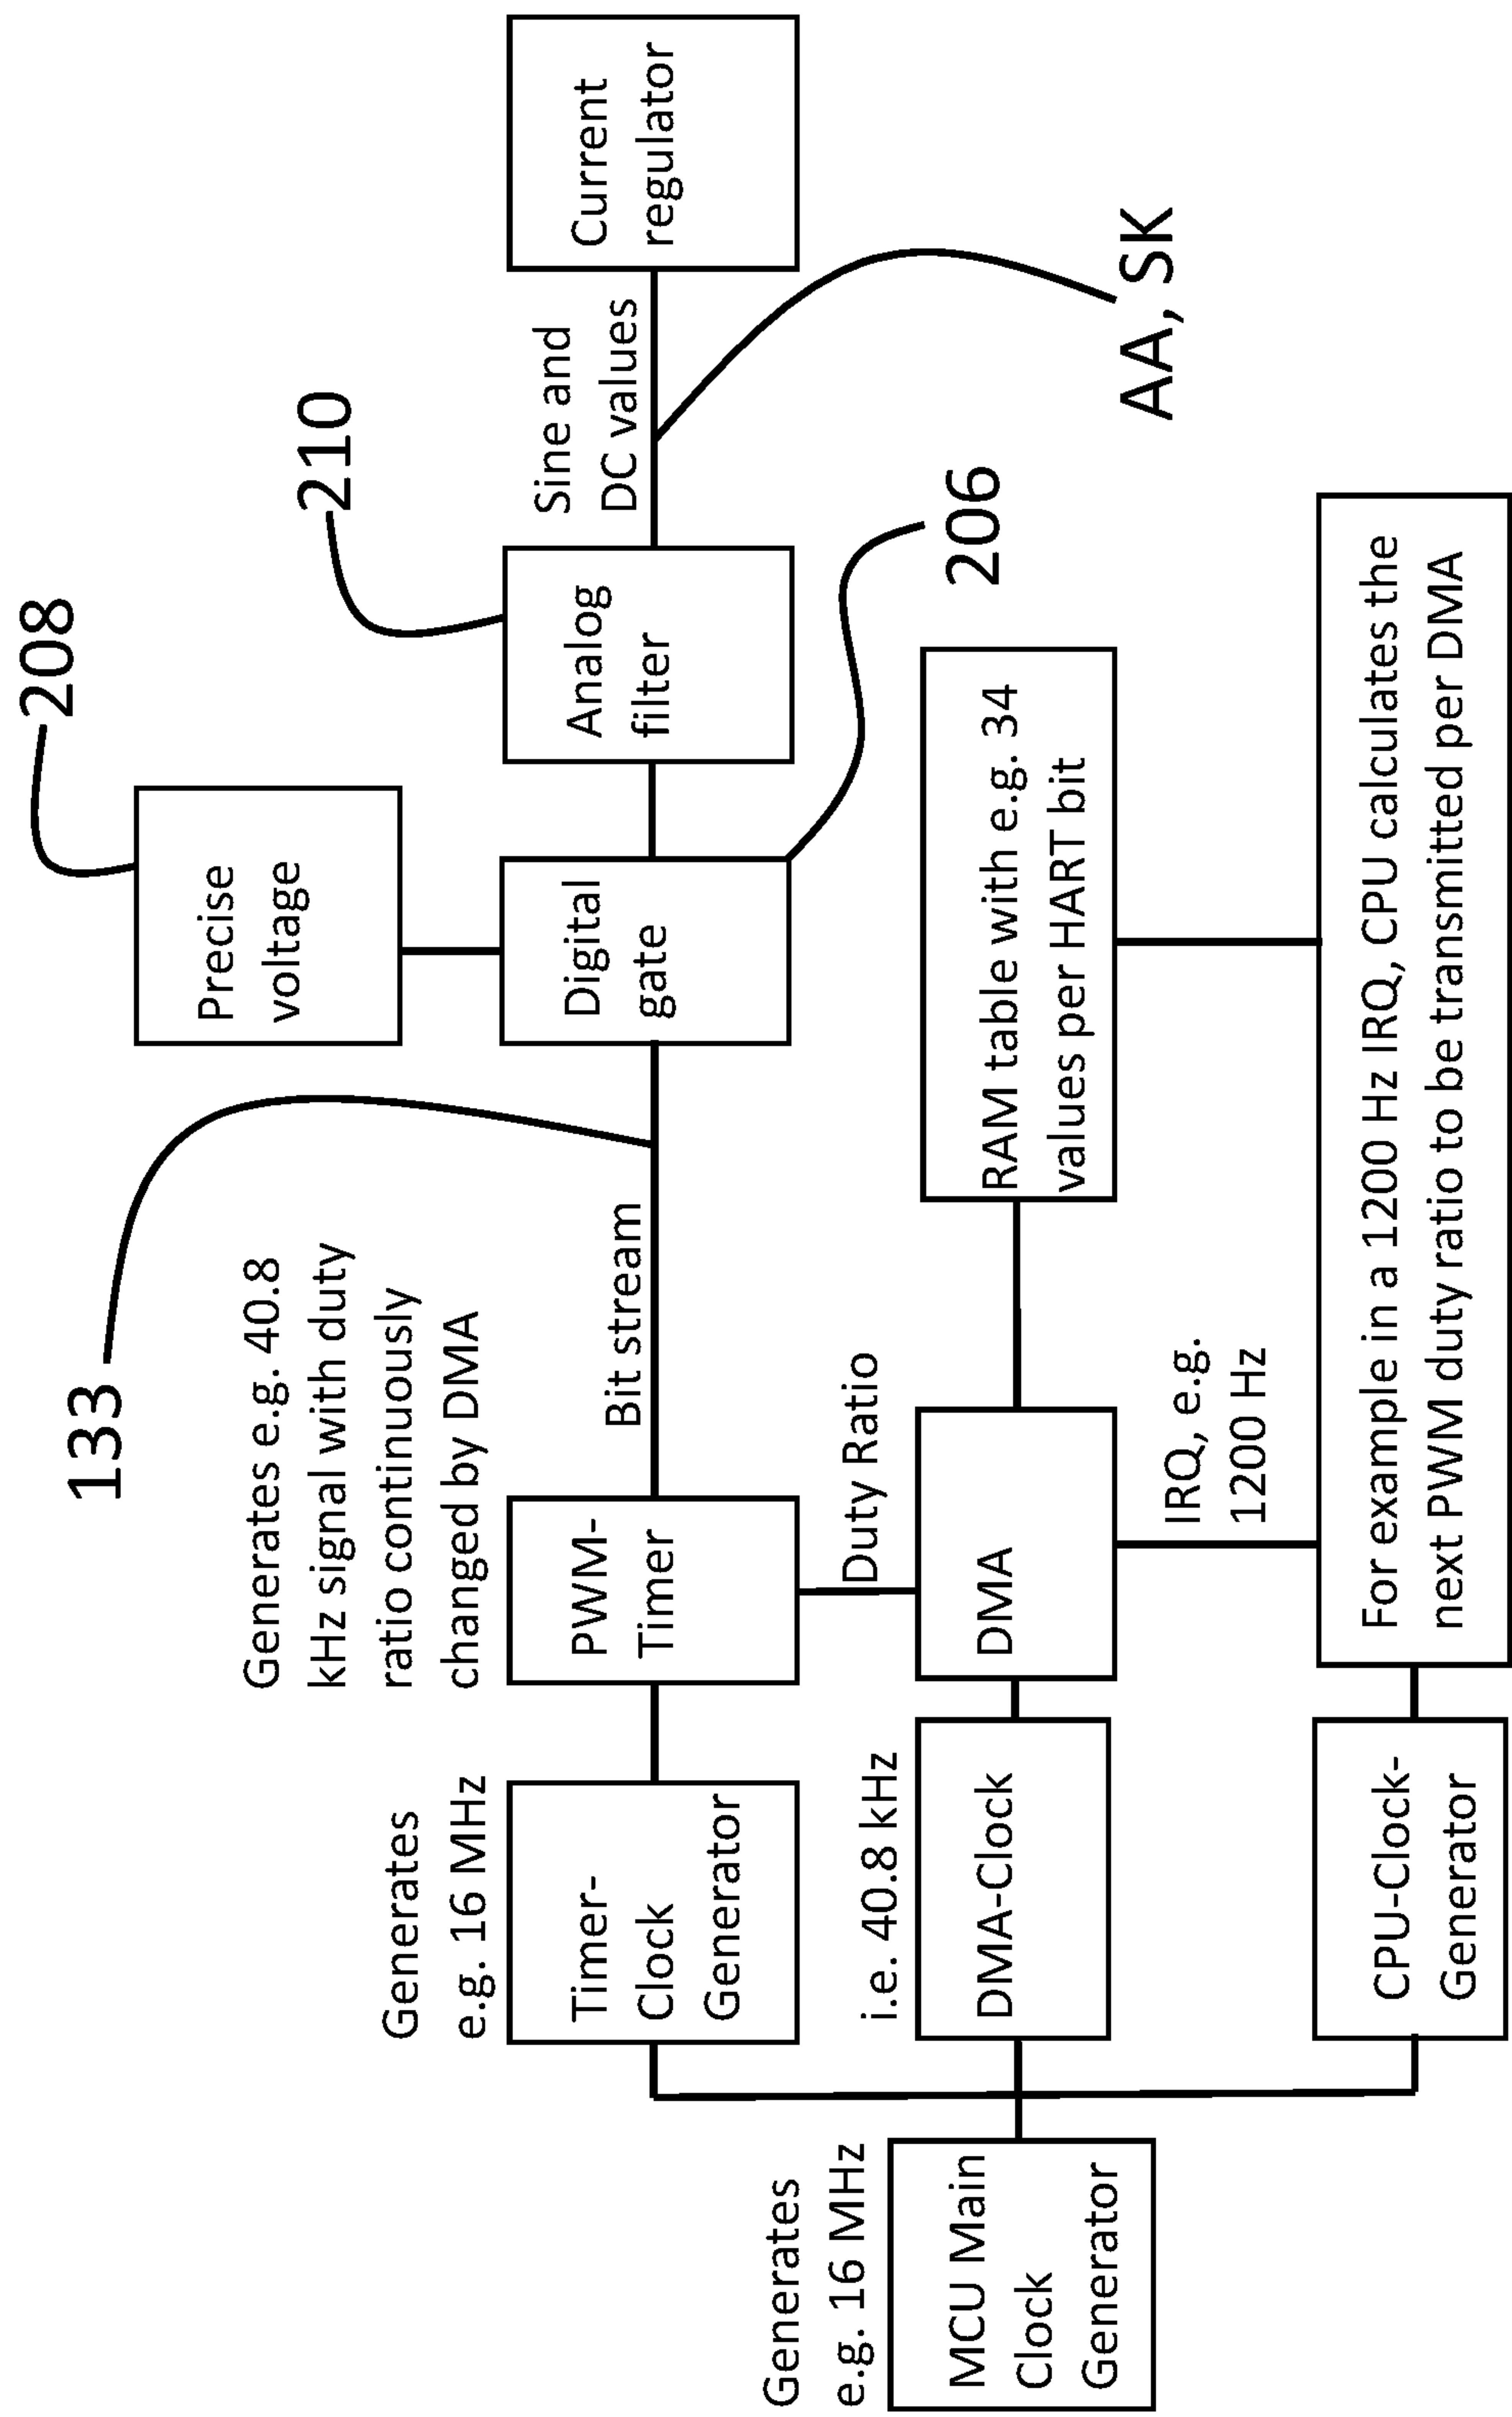 208
Precise
voltage
210
133
Generates e.g. 40.8
kHz signal with duty
ratio continuously
changed by DMA
Generates
e.g. 16 MHz
Timer-
Clock
Generator
PWM-
Timer
Bit stream
Digital
gate
Analog
filter
Sine and
DC values
Current
regulator
206
AA, SK
Generates
e.g. 16 MHz
MCU Main
Clock
Generator
i.e. 40.8 kHz
DMA-Clock
Duty Ratio
DMA
RAM table with e.g. 34
values per HART bit
IRQ, e.g.
1200 Hz
CPU-Clock-
Generator
For example in a 1200 Hz IRQ, CPU calculates the
next PWM duty ratio to be transmitted per DMA